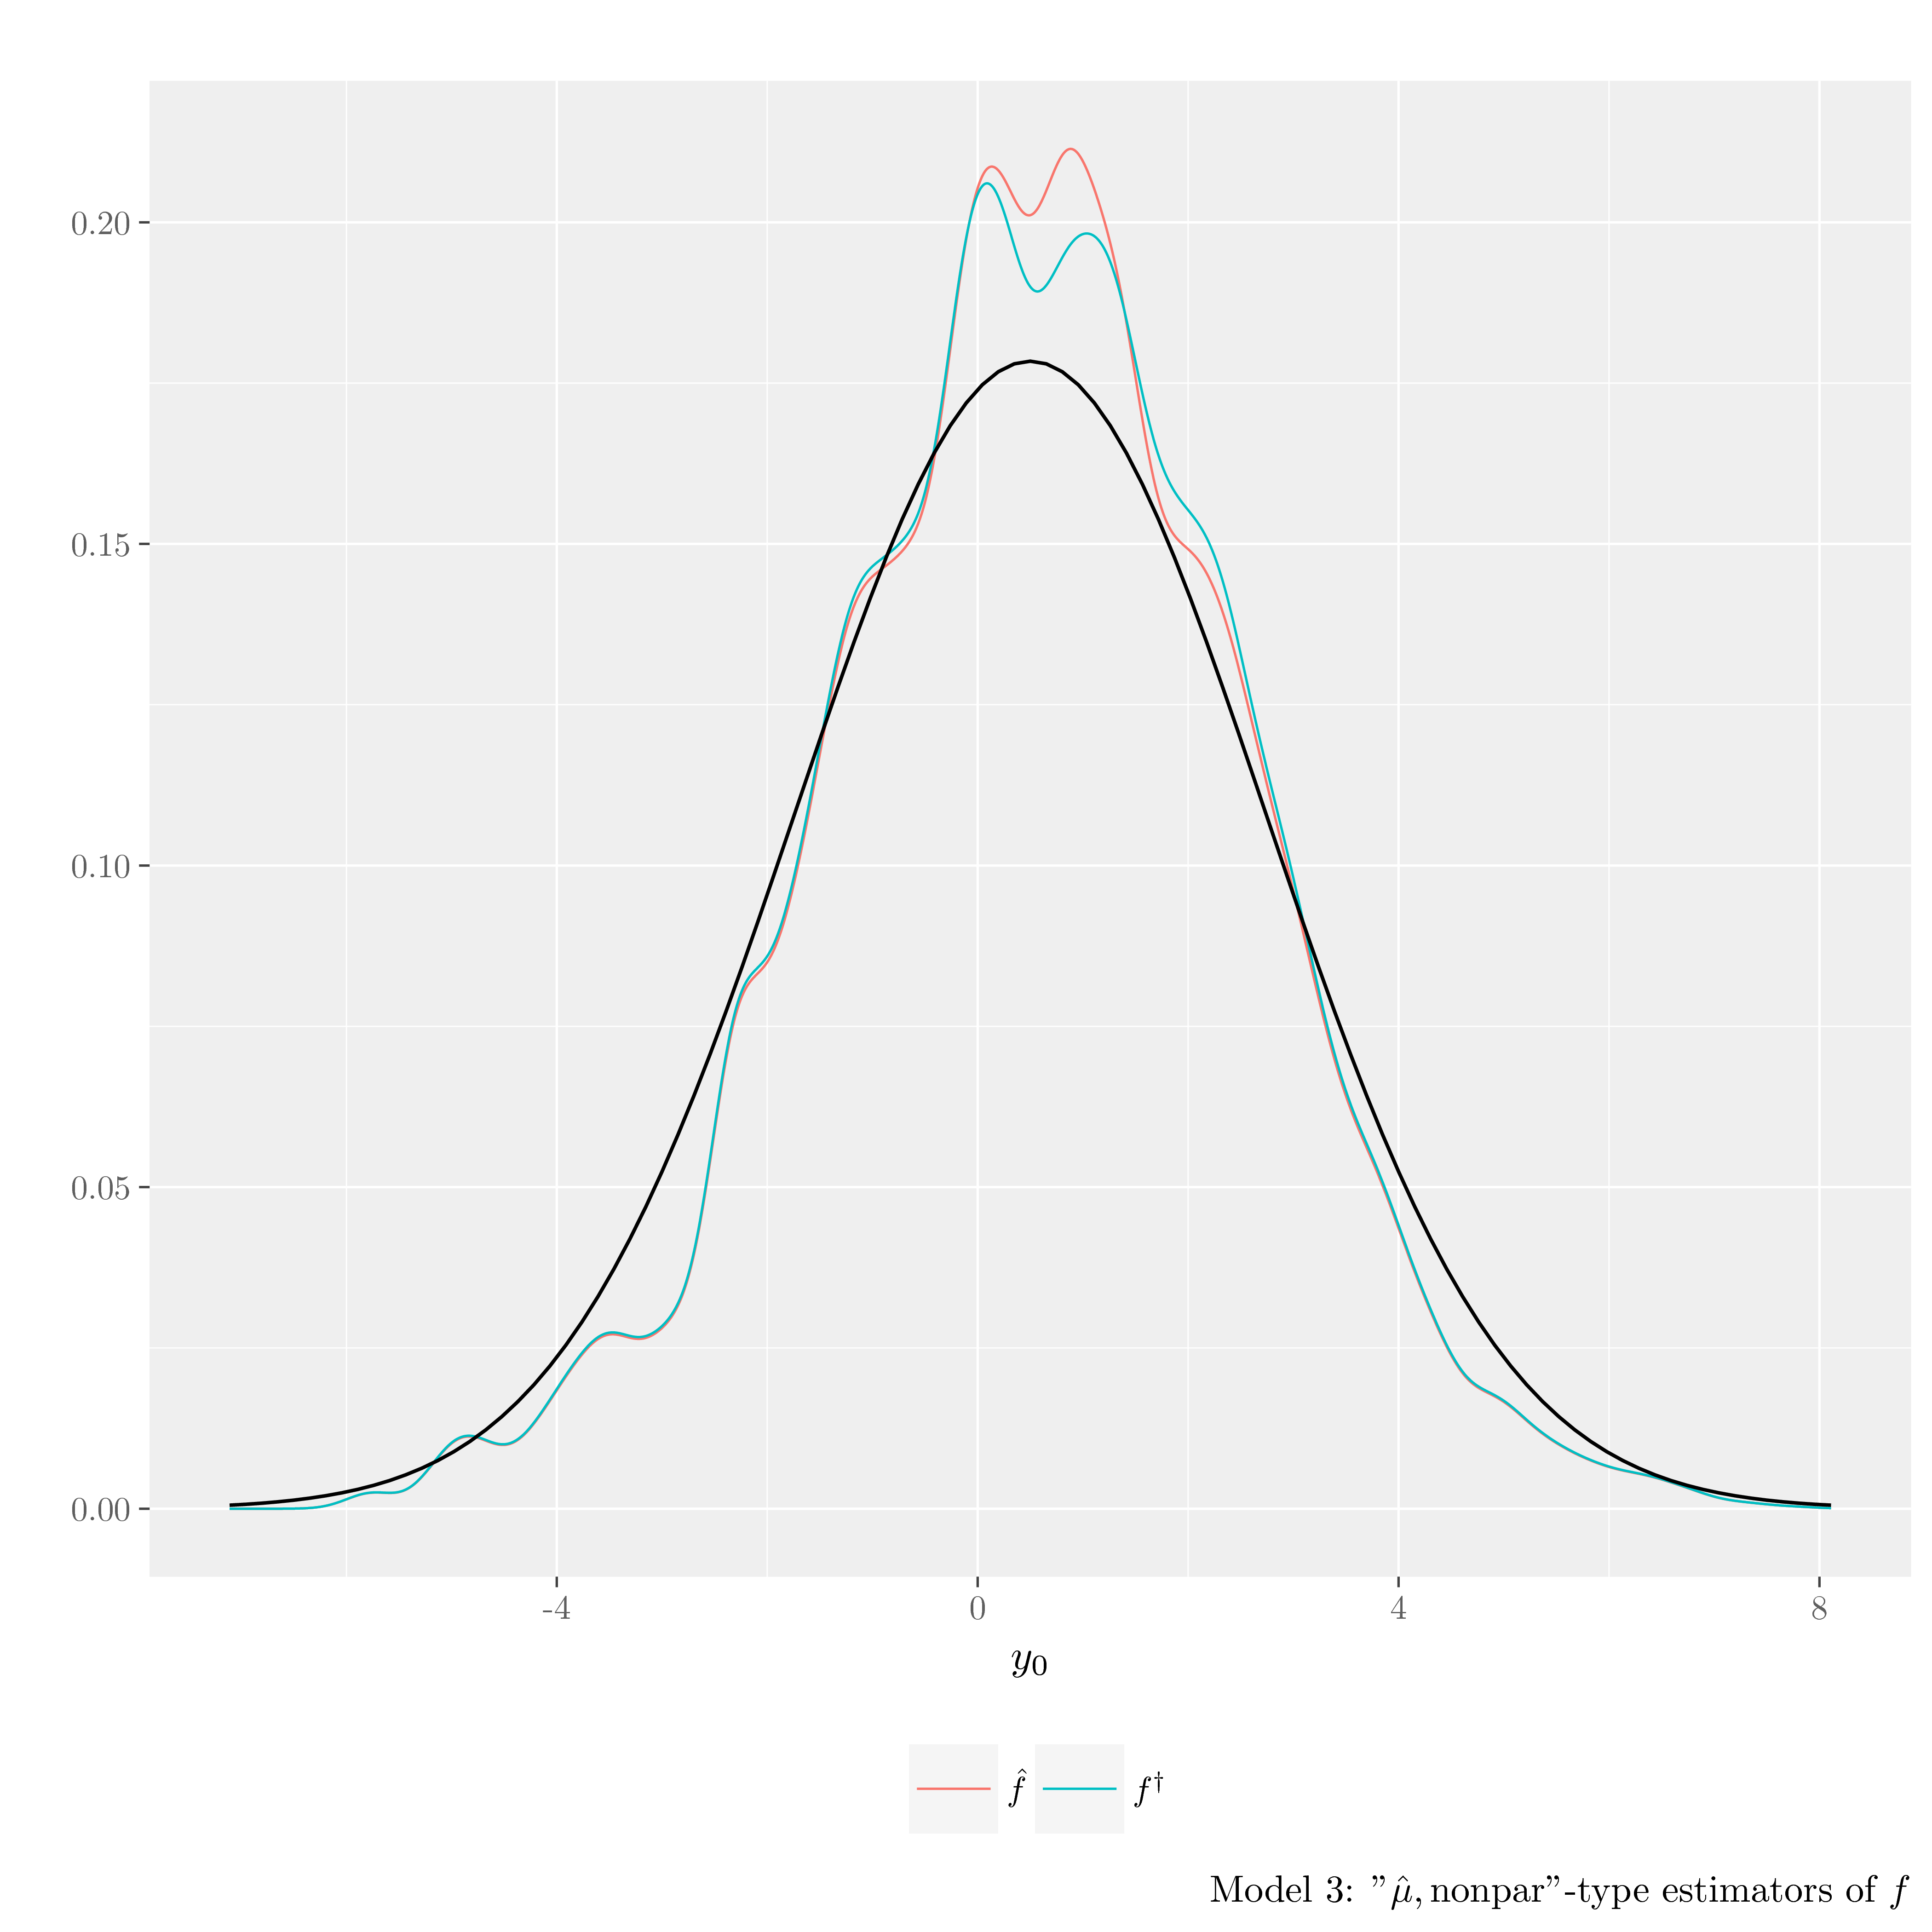 0.20
0.15
0.10
0.05
0.00
-4 0 4 8
y₀
f̂ f†
Model 3: ”μ̂, nonpar”-type estimators of f